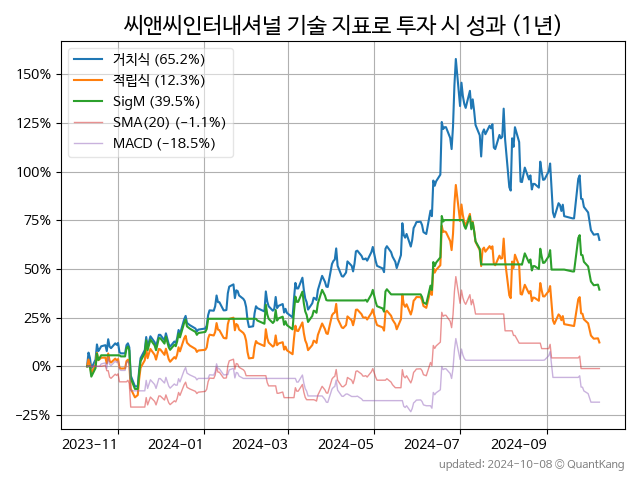 씨앤씨인터내셔널 기술 지표로 투자 시 성과 (1년)
거치식 (65.2%)
적립식 (12.3%)
SigM (39.5%)
SMA(20) (−1.1%)
MACD (−18.5%)
150%
125%
100%
75%
50%
25%
0%
−25%
2023−11 2024−01 2024−03 2024−05 2024−07 2024−09
updated: 2024-10-08 © QuantKang